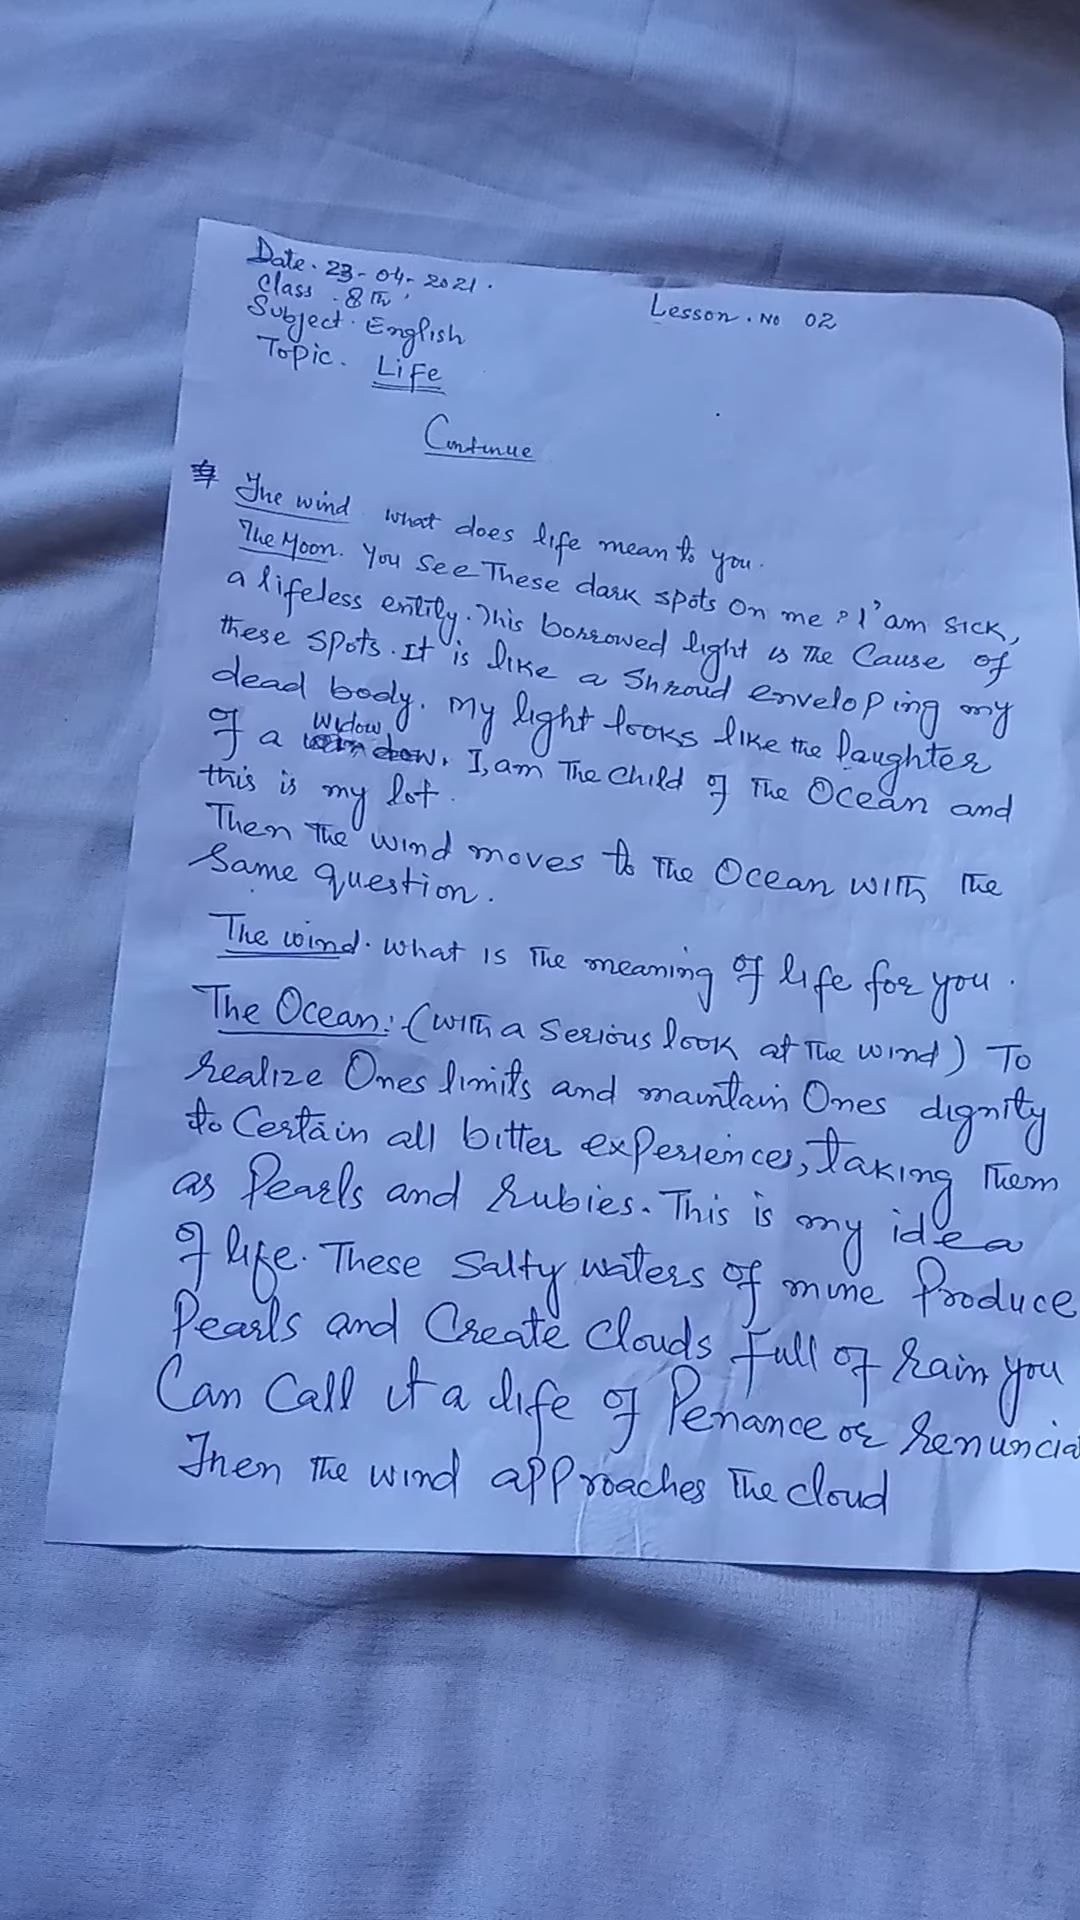 Date. 23-04-2021.
Class. 8th
Lesson. No 02
Subject. English
Topic. Life
Continue
The wind what does life mean to you.
The Moon. You see These dark spots On me? I'am sick,
a lifeless entity. This borrowed light is The Cause of
these spots. It is like a Shroud enveloping my
dead body. My light looks like the Daughter
of a widow. I, am The Child of The Ocean and
this is my lot.
Then The wind moves to The Ocean with The
Same question.
The wind. What is The meaning of life for you.
The Ocean: (with a Serious look at The wind) To
realize Ones limits and maintain Ones dignity
to Certain all bitter experiences, taking Them
as Pearls and rubies. This is my idea
of life. These Salty waters of mine Produce
Pearls and Create Clouds Full of rain you
Can Call it a life of Penance or renuncia
Then The wind approaches The cloud